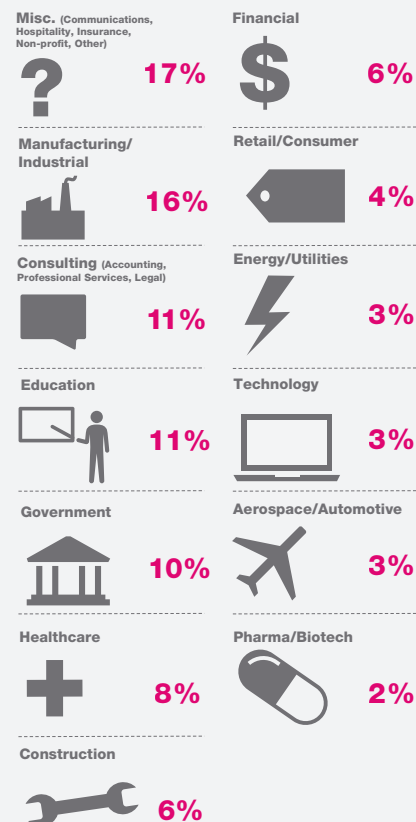 Misc. (Communications,
Hospitality, Insurance,
Non-profit, Other)
17%
Manufacturing/
Industrial
16%
Consulting (Accounting,
Professional Services, Legal)
11%
Education
11%
Government
10%
Healthcare
8%
Construction
6%
Financial
$
6%
Retail/Consumer
4%
Energy/Utilities
3%
Technology
3%
Aerospace/Automotive
3%
Pharma/Biotech
2%